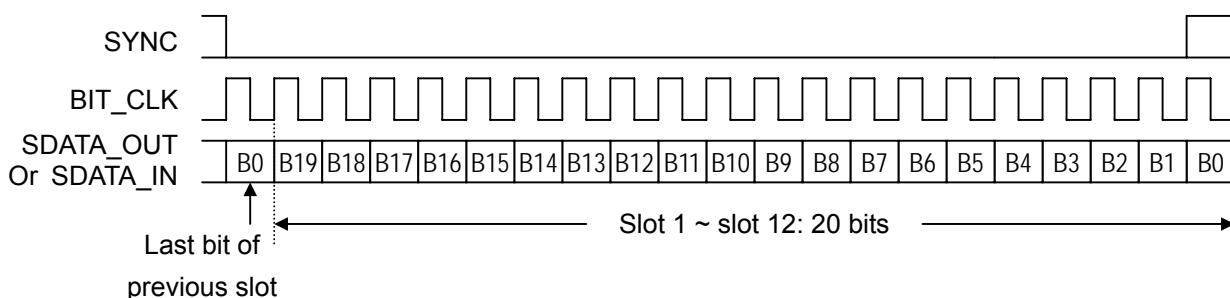 SYNC
BIT_CLK
SDATA_OUT
Or SDATA_IN
B0 B19 B18 B17 B16 B15 B14 B13 B12 B11 B10 B9 B8 B7 B6 B5 B4 B3 B2 B1 B0
Slot 1 ~ slot 12: 20 bits
Last bit of
previous slot